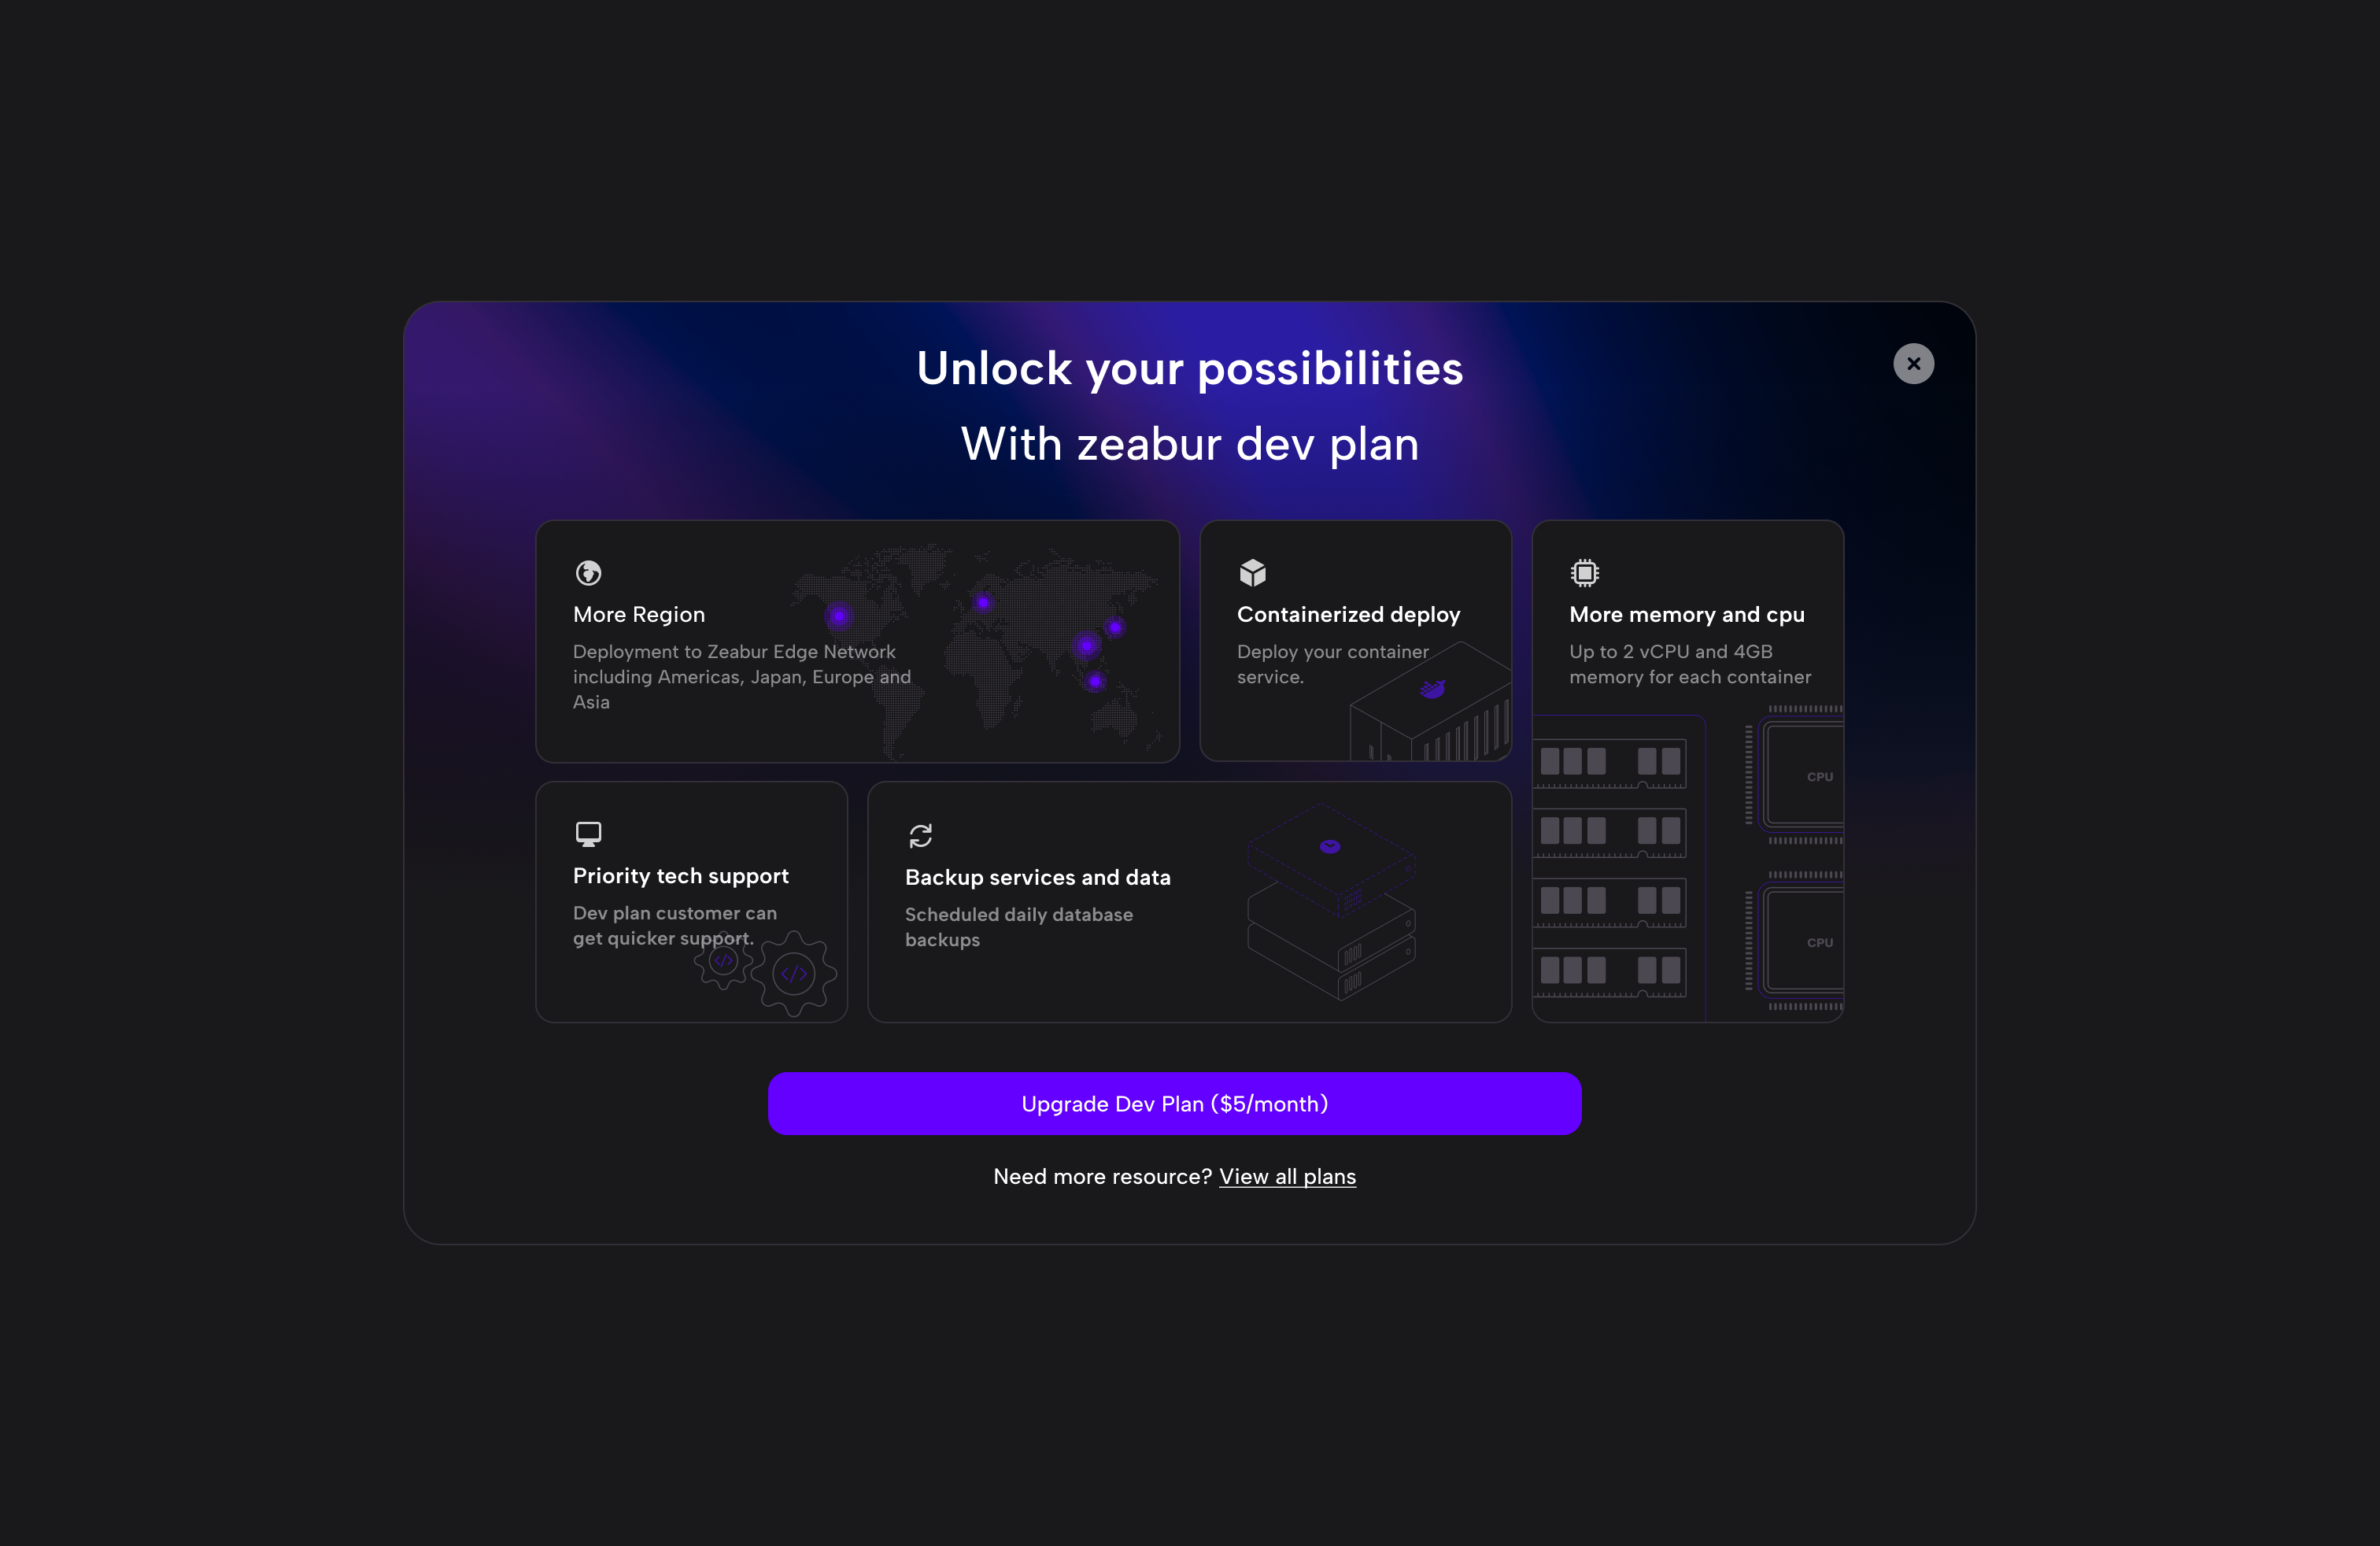 Unlock your possibilities
With zeabur dev plan
More Region
Deployment to Zeabur Edge Network
including Americas, Japan, Europe and
Asia
Containerized deploy
Deploy your container
service.
More memory and cpu
Up to 2 vCPU and 4GB
memory for each container
CPU
CPU
Priority tech support
Dev plan customer can
get quicker support.
Backup services and data
Scheduled daily database
backups
Upgrade Dev Plan ($5/month)
Need more resource? View all plans